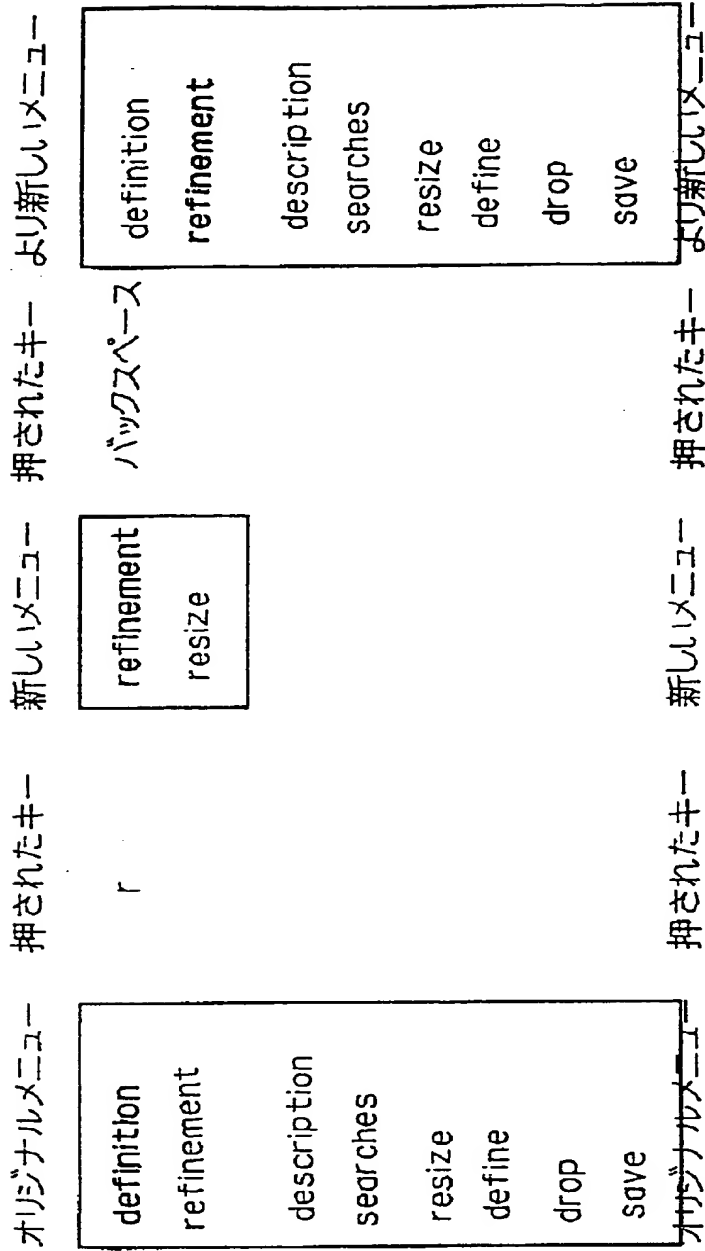 オリジナルメニュー 押されたキー 新しいメニュー 押されたキー より新しいメニュー
definition r refinement バックスペース definition
refinement resize refinement
description description
searches searches
resize resize
define define
drop drop
save save
オリジナルメニュー 押されたキー 新しいメニュー 押されたキー より新しいメニュー